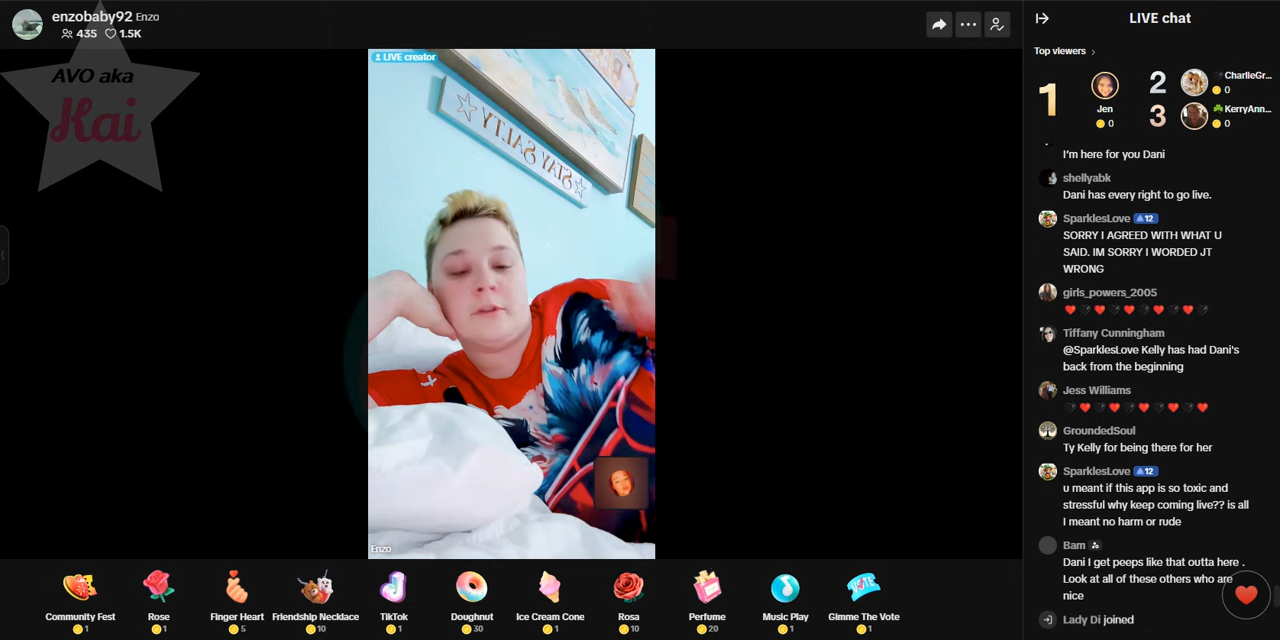 enzobaby92 Enzo
435 1.5K
AVO aka
Kai
LIVE creator
STAY SALTY
Enzo
Community Fest
1
Rose
1
Finger Heart
5
Friendship Necklace
10
TikTok
1
Doughnut
30
Ice Cream Cone
1
Rosa
10
Perfume
20
Music Play
1
VOTE
Gimme The Vote
1
LIVE chat
Top viewers
1
Jen
0
2
CharlieGr...
0
3
KerryAnn...
0
I'm here for you Dani
shellyabk
Dani has every right to go live.
SparklesLove 12
SORRY I AGREED WITH WHAT U
SAID. IM SORRY I WORDED JT
WRONG
girls_powers_2005
Tiffany Cunningham
@SparklesLove Kelly has had Dani's
back from the beginning
Jess Williams
GroundedSoul
Ty Kelly for being there for her
SparklesLove 12
u meant if this app is so toxic and
stressful why keep coming live?? is all
I meant no harm or rude
Bam
Dani I get peeps like that outta here .
Look at all of these others who are
nice
Lady Di joined